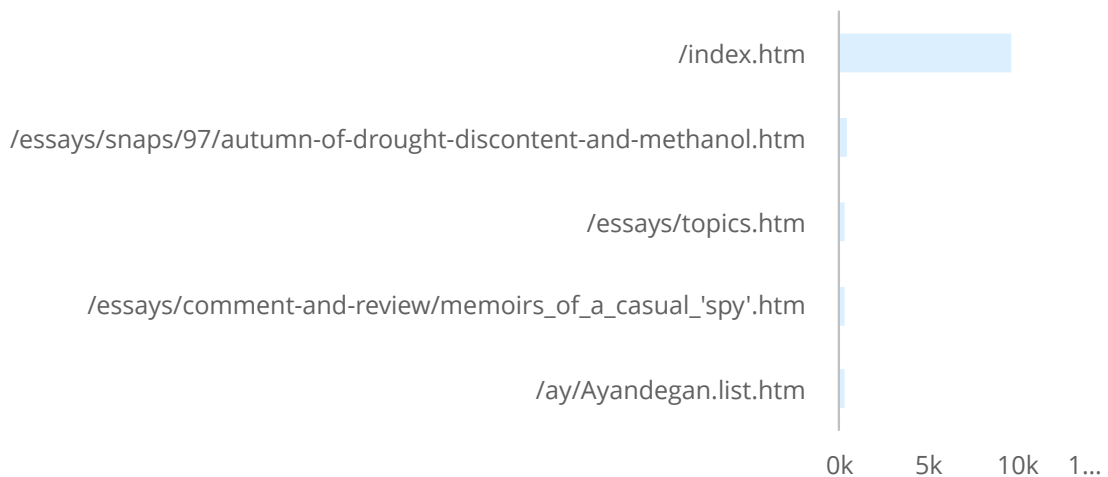 /index.htm
/essays/snaps/97/autumn-of-drought-discontent-and-methanol.htm
/essays/topics.htm
/essays/comment-and-review/memoirs_of_a_casual_'spy'.htm
/ay/Ayandegan.list.htm
0k 5k 10k 1...